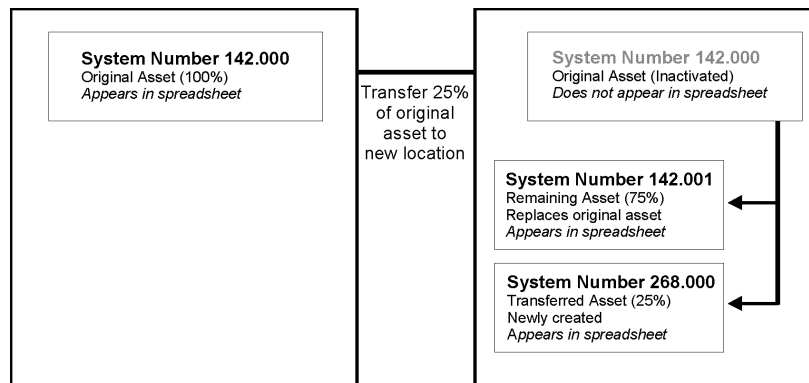 System Number 142.000
Original Asset (100%)
Appears in spreadsheet
Transfer 25%
of original
asset to
new location
System Number 142.000
Original Asset (Inactivated)
Does not appear in spreadsheet
System Number 142.001
Remaining Asset (75%)
Replaces original asset
Appears in spreadsheet
System Number 268.000
Transferred Asset (25%)
Newly created
Appears in spreadsheet